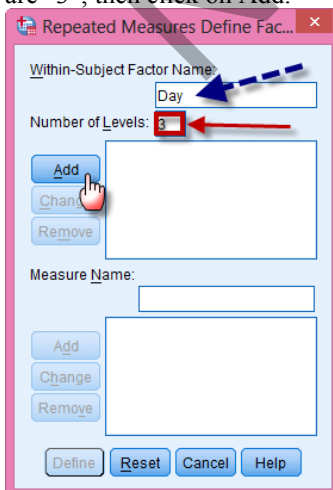 are "3", then click on Add.
Repeated Measures Define Fac...
Within-Subject Factor Name:
Day
Number of Levels: 3
Add
Change
Remove
Measure Name:
Add
Change
Remove
Define Reset Cancel Help